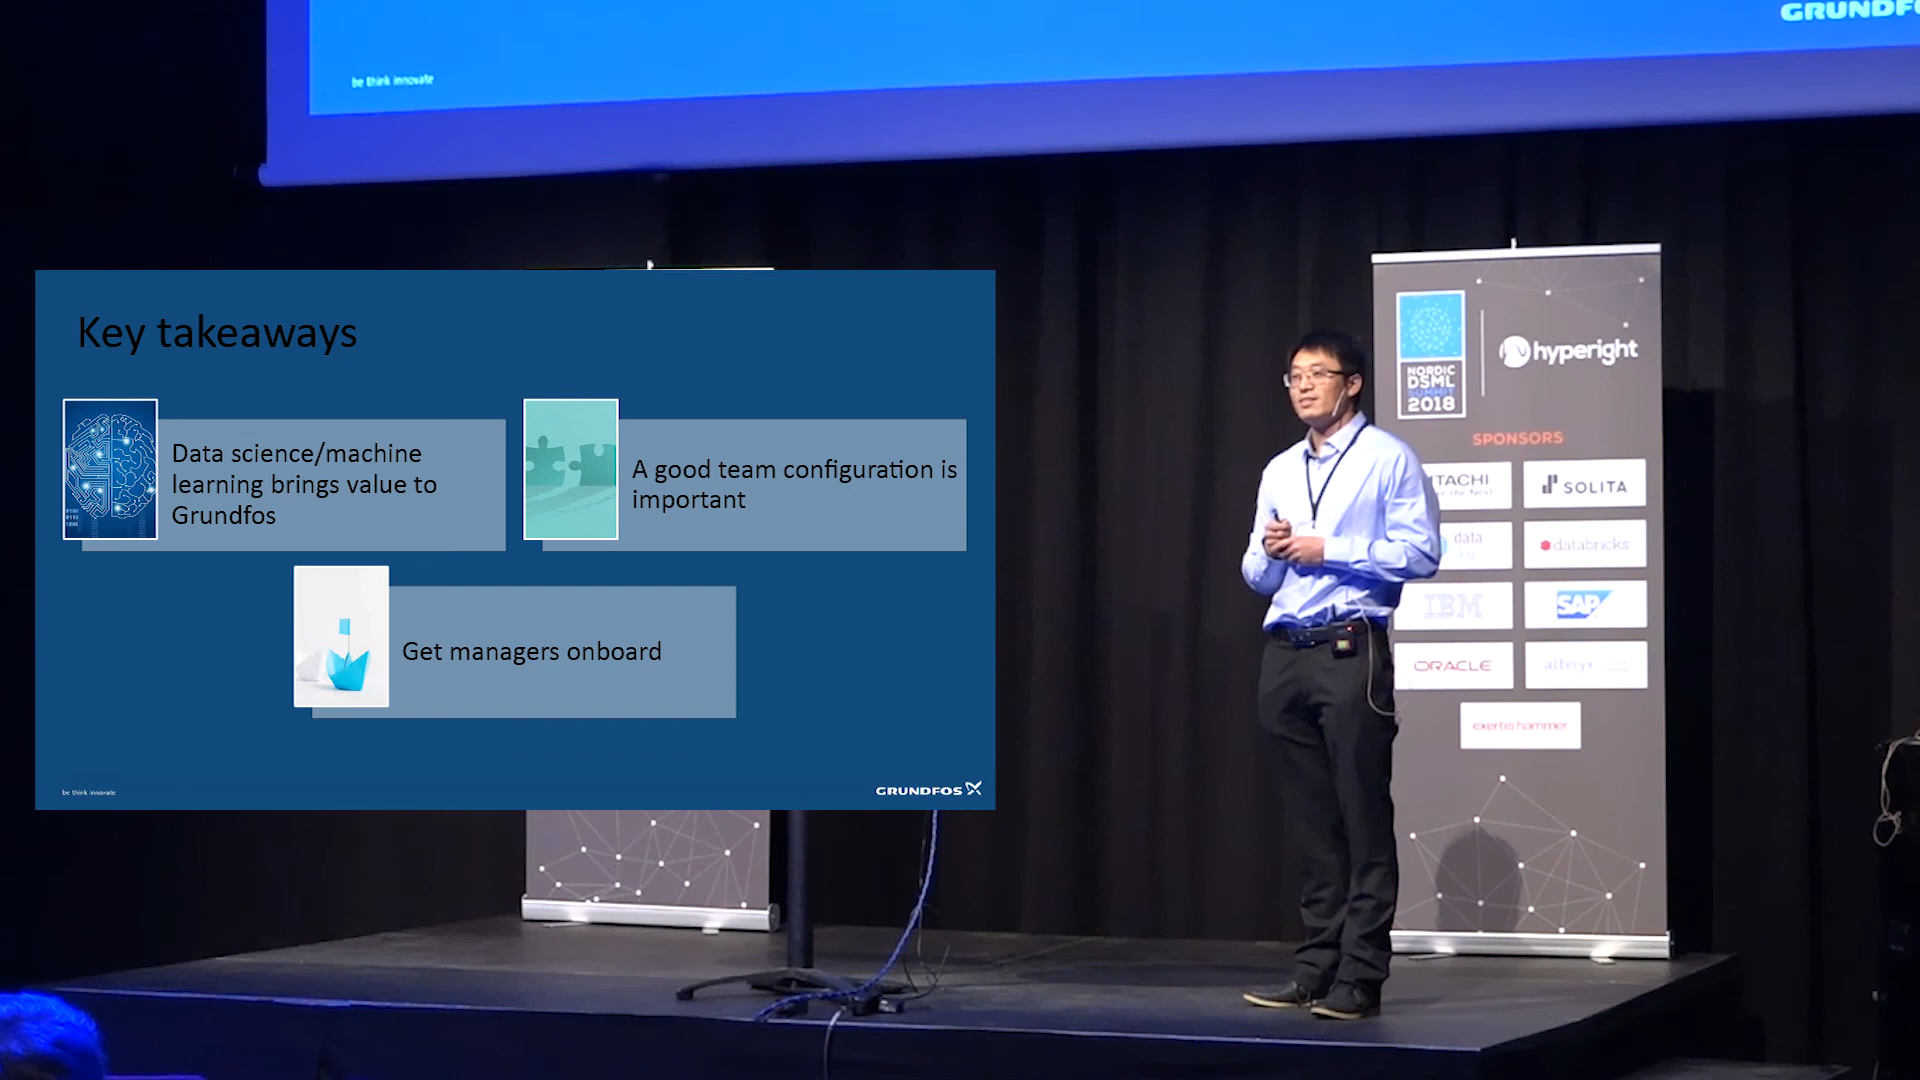 GRUNDFO
be think innovate
Key takeaways
Data science/machine
learning brings value to
Grundfos
A good team configuration is
important
Get managers onboard
be think innovate
GRUNDFOS
NORDIC
DSML
SUMMIT
2018
hyperight
SPONSORS
TACHI
SOLITA
data
databricks
IBM
SAP
ORACLE
alteryx
exertis hammer